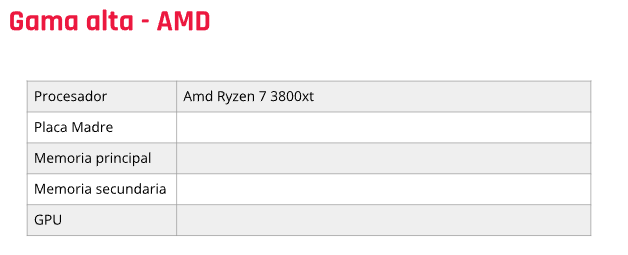 Gama alta - AMD
Procesador Amd Ryzen 7 3800xt
Placa Madre
Memoria principal
Memoria secundaria
GPU